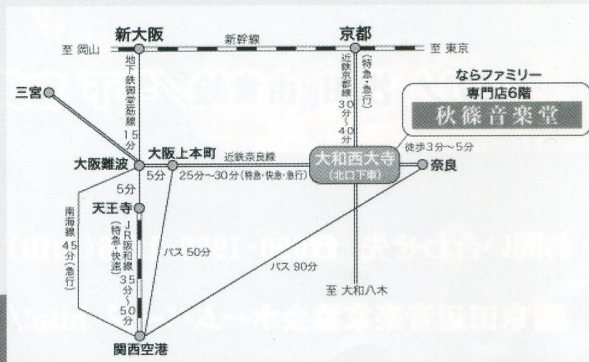 新大阪
京都
至 岡山
新幹線
至 東京
地下鉄御堂筋線
15分
近鉄京都線
(特急・急行)
30分〜40分
ならファミリー
専門店6階
秋篠音楽堂
徒歩3分〜5分
三宮
大阪難波
大阪上本町
近鉄奈良線
5分
25分〜30分(特急・快急・急行)
大和西大寺
(北口下車)
奈良
5分
天王寺
南海線
45分(急行)
JR阪和線
(特急・快速)
35分〜50分
バス 50分
バス 90分
至 大和八木
関西空港